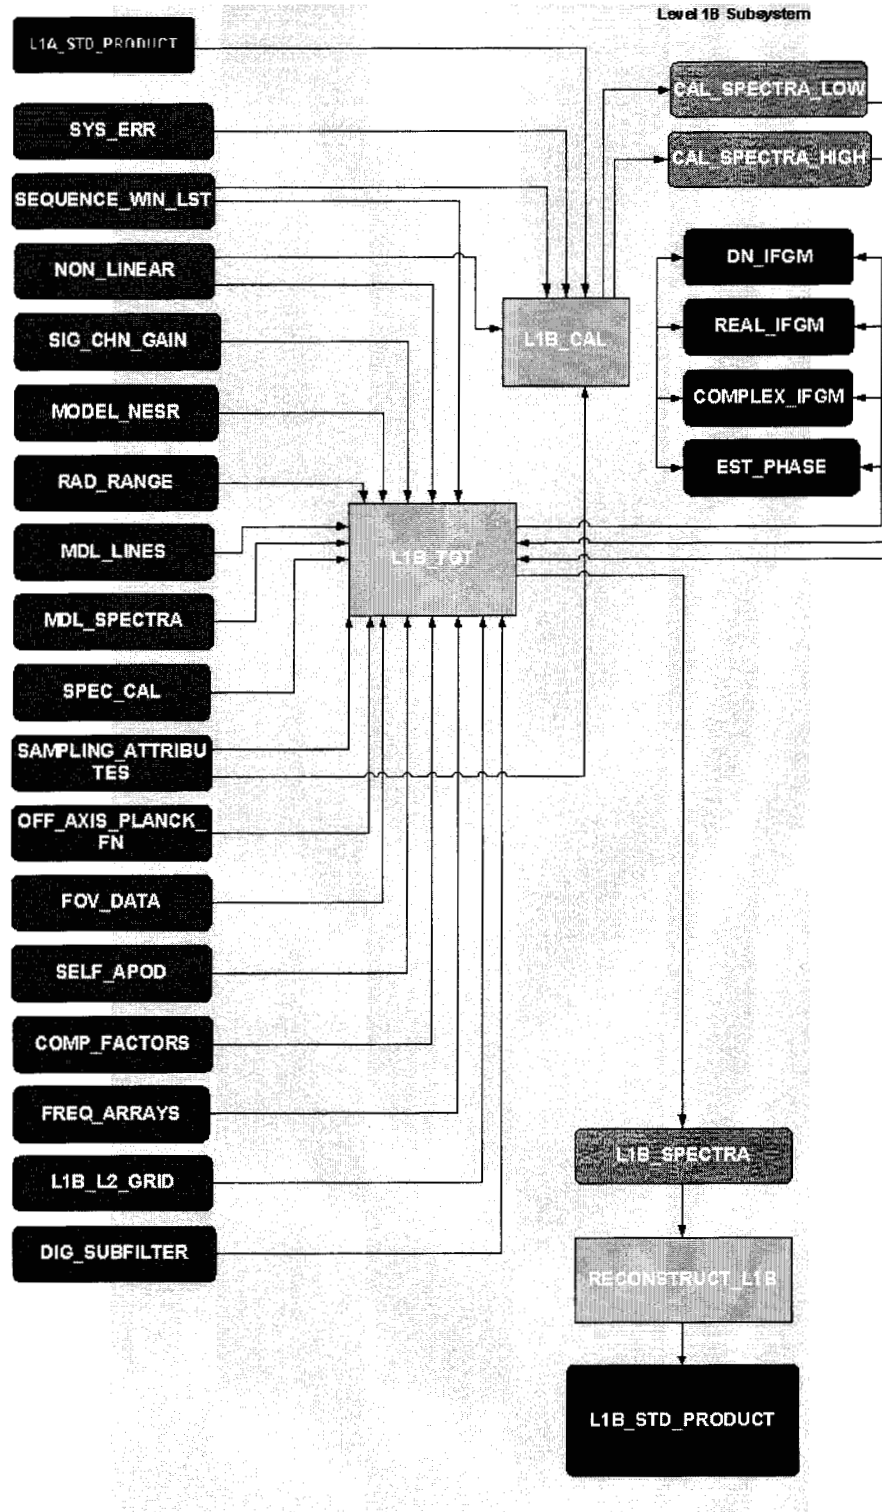 Level 1B Subsystem
L1A_STD_PRODUCT
CAL_SPECTRA_LOW
SYS_ERR
CAL_SPECTRA_HIGH
SEQUENCE_WIN_LST
DN_IFGM
NON_LINEAR
REAL_IFGM
SIG_CHN_GAIN
L1B_CAL
COMPLEX_IFGM
MODEL_NESR
EST_PHASE
RAD_RANGE
MDL_LINES
L1B_TGT
MDL_SPECTRA
SPEC_CAL
SAMPLING_ATTRIBU
TES
OFF_AXIS_PLANCK_
FN
FOV_DATA
SELF_APOD
COMP_FACTORS
FREQ_ARRAYS
L1B_SPECTRA
L1B_L2_GRID
DIG_SUBFILTER
RECONSTRUCT_L1B
L1B_STD_PRODUCT